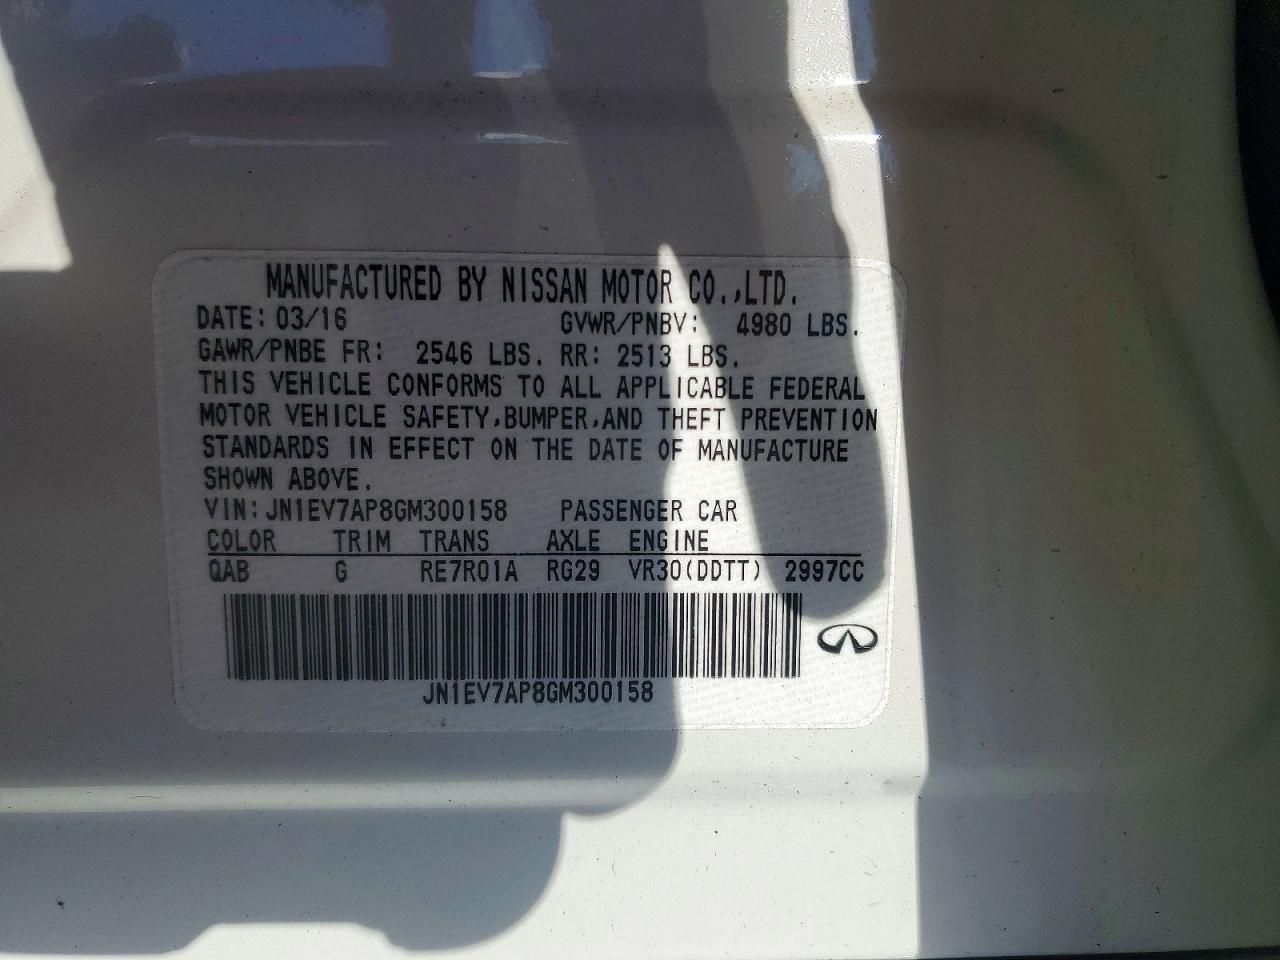 MANUFACTURED BY NISSAN MOTOR CO.,LTD.
DATE: 03/16 GVWR/PNBV: 4980 LBS.
GAWR/PNBE FR: 2546 LBS. RR: 2513 LBS.
THIS VEHICLE CONFORMS TO ALL APPLICABLE FEDERAL
MOTOR VEHICLE SAFETY,BUMPER,AND THEFT PREVENTION
STANDARDS IN EFFECT ON THE DATE OF MANUFACTURE
SHOWN ABOVE.
VIN:JN1EV7AP8GM300158 PASSENGER CAR
COLOR TRIM TRANS AXLE ENGINE
QAB G RE7R01A RG29 VR30(DDTT) 2997CC
JN1EV7AP8GM300158